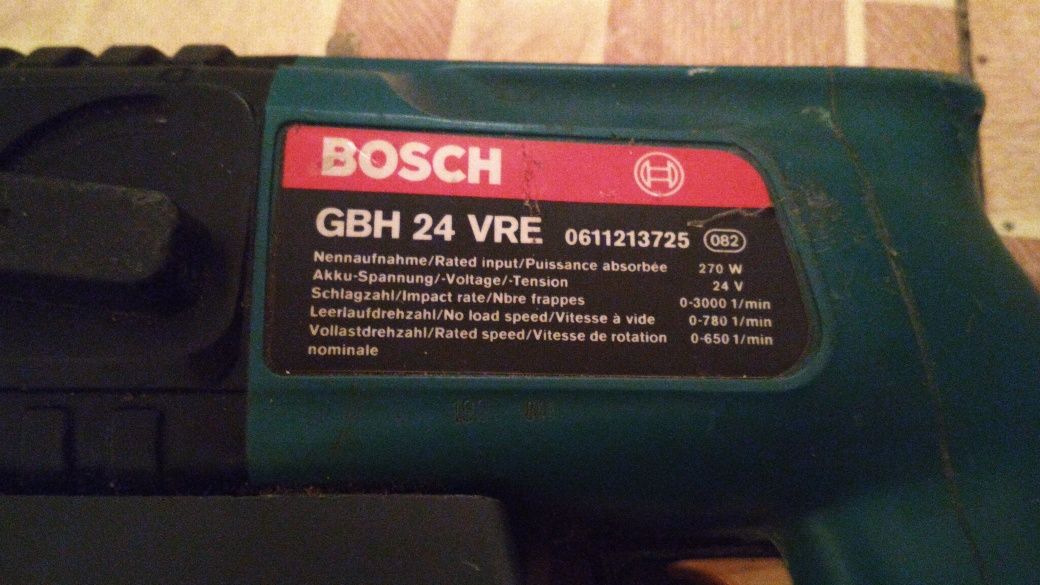 BOSCH
GBH 24 VRE 0611213725 082
Nennaufnahme/Rated input/Puissance absorbée 270 W
Akku-Spannung/-Voltage/-Tension 24 V
Schlagzahl/Impact rate/Nbre frappes 0-3000 1/min
Leerlaufdrehzahl/No load speed/Vitesse à vide 0-780 1/min
Vollastdrehzahl/Rated speed/Vitesse de rotation 0-650 1/min
nominale